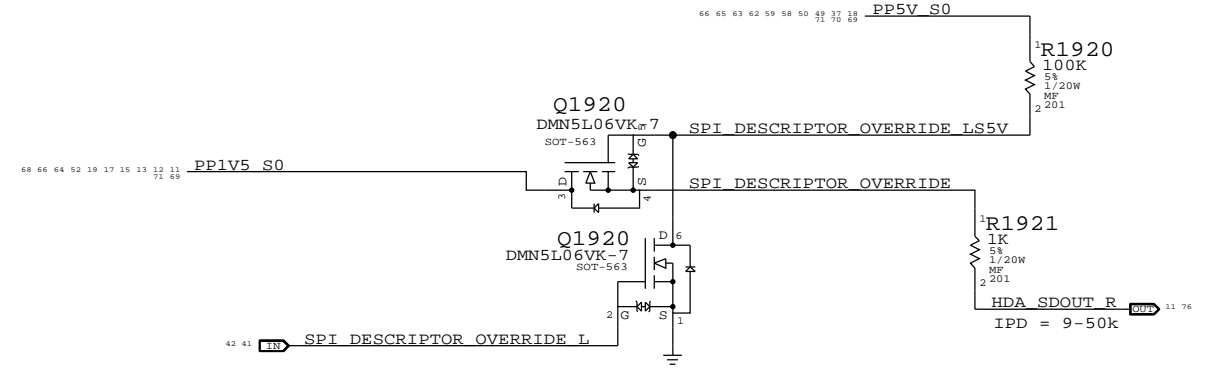 66 65 63 62 59 58 50 49 37 18
71 70 69
PP5V_S0
1
R1920
100K
5%
1/20W
MF
201
2
Q1920
DMN5L06VK-7
SOT-563
5
G
SPI_DESCRIPTOR_OVERRIDE_LS5V
68 66 64 52 19 17 15 13 12 11
71 69
PP1V5_S0
D
S
3
4
SPI_DESCRIPTOR_OVERRIDE
1
R1921
1K
5%
1/20W
MF
201
2
Q1920
DMN5L06VK-7
SOT-563
D 6
2 G
S 1
HDA_SDOUT_R
OUT
11 76
IPD = 9-50k
42 41
IN
SPI_DESCRIPTOR_OVERRIDE_L